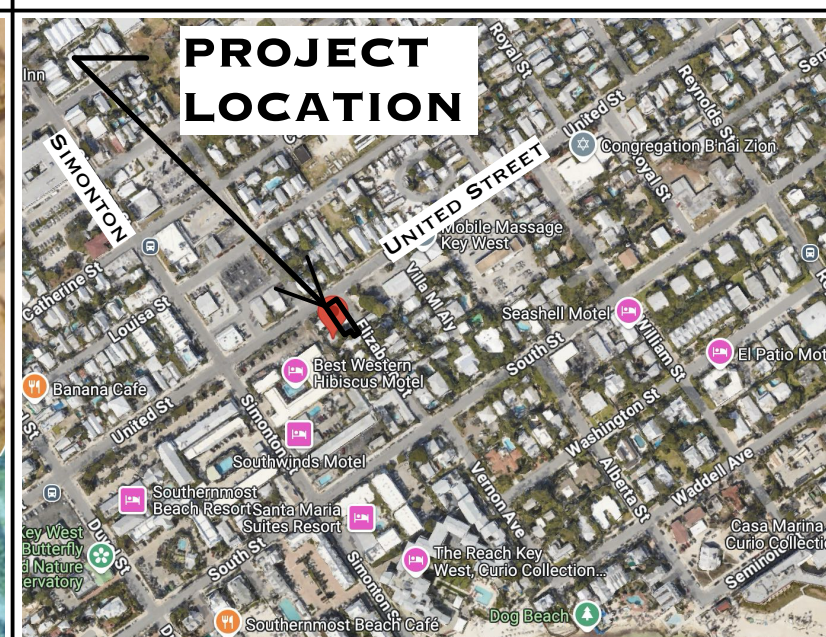 PROJECT
LOCATION
Inn
SIMONTON
Royal St
Reynolds St
United St
Congregation B'nai Zion
Royal St
UNITED STREET
Mobile Massage
Key West
Catherine St
Louisa St
Villa Mi Aly
Seashell Motel
William St
El Patio Mot
South St
Best Western
Hibiscus Motel
Banana Cafe
United St
Southwinds Motel
Washington St
Alberta St
Waddell Ave
Southernmost
Beach Resort
Santa Maria
Suites Resort
Vernon Ave
Casa Marina
Curio Collectio
Key West
Butterfly
d Nature
ervatory
South St
Simonton St
The Reach Key
West, Curio Collection...
Dog Beach
Southernmost Beach Café